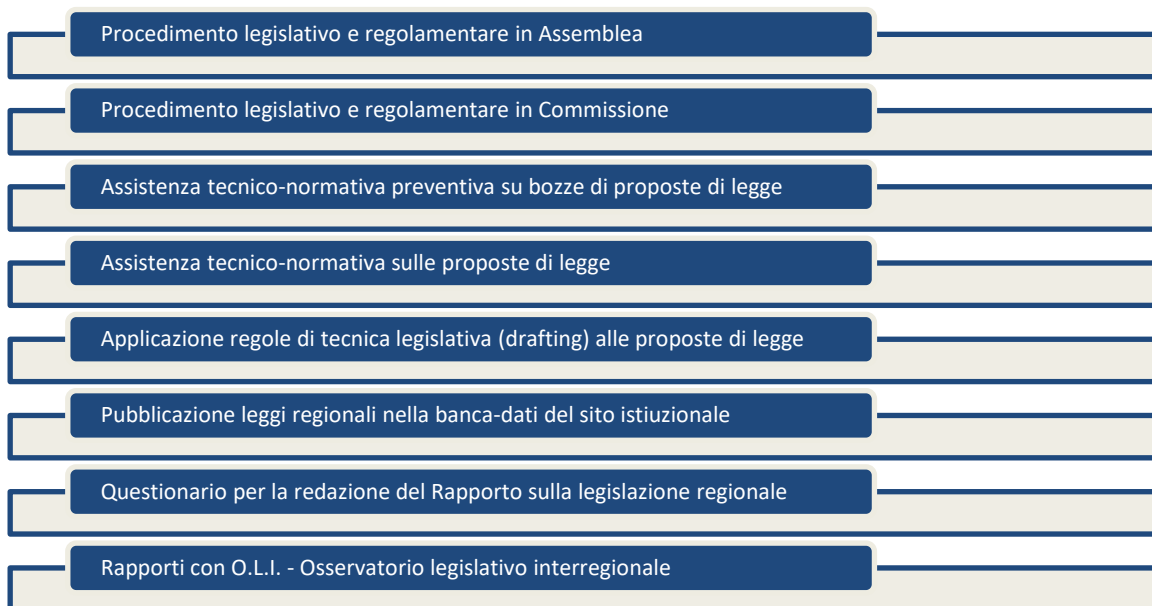 Procedimento legislativo e regolamentare in Assemblea
Procedimento legislativo e regolamentare in Commissione
Assistenza tecnico-normativa preventiva su bozze di proposte di legge
Assistenza tecnico-normativa sulle proposte di legge
Applicazione regole di tecnica legislativa (drafting) alle proposte di legge
Pubblicazione leggi regionali nella banca-dati del sito istiuzionale
Questionario per la redazione del Rapporto sulla legislazione regionale
Rapporti con O.L.I. - Osservatorio legislativo interregionale